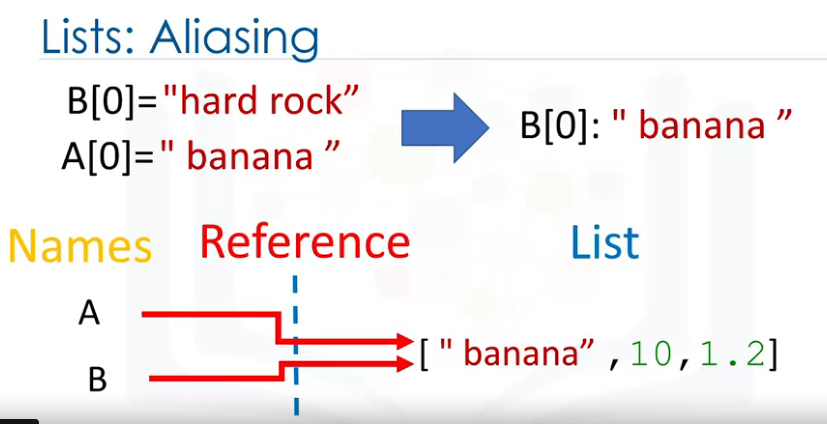 Lists: Aliasing
B[0]="hard rock”
A[0]=" banana ”
B[0]: " banana ”
Names Reference List
A
[ " banana” ,10,1.2]
B